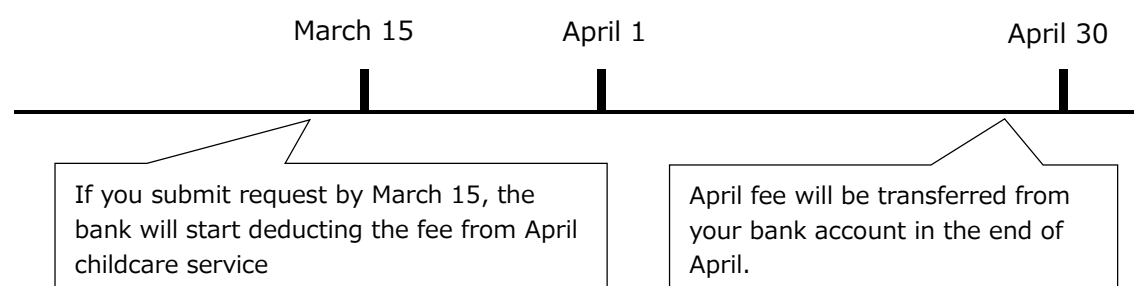 March 15
April 1
April 30
If you submit request by March 15, the
bank will start deducting the fee from April
childcare service
April fee will be transferred from
your bank account in the end of
April.